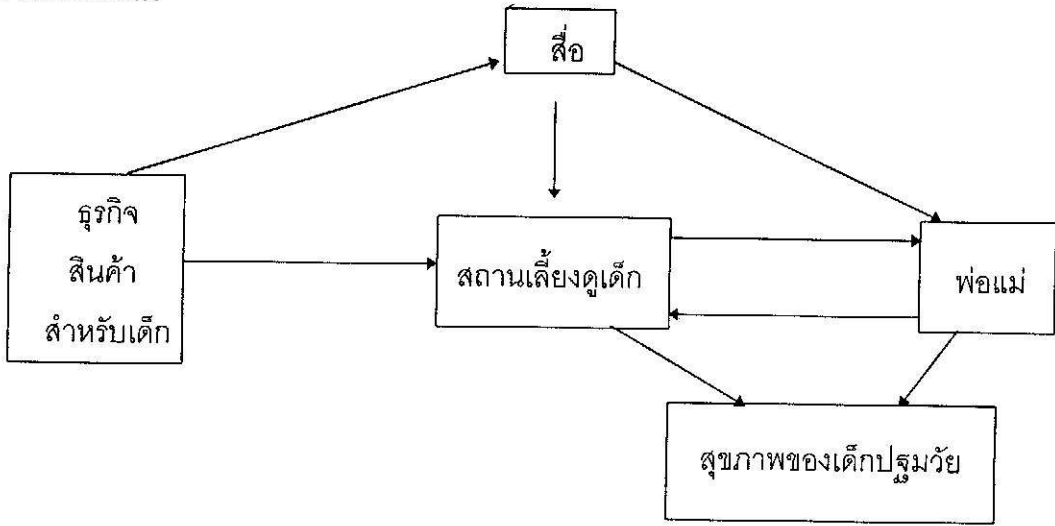 สื่อ
ธุรกิจ
สินค้า
สำหรับเด็ก
สถานเลี้ยงดูเด็ก
พ่อแม่
สุขภาพของเด็กปฐมวัย